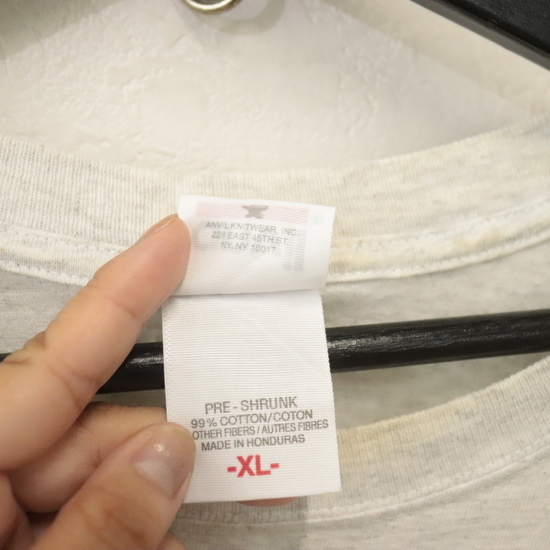 ANVIL KNITWEAR, INC.
228 EAST 45TH ST.
NY. NY 10017
PRE-SHRUNK
99% COTTON/COTON
OTHER FIBERS/AUTRES FIBRES
MADE IN HONDURAS
-XL-